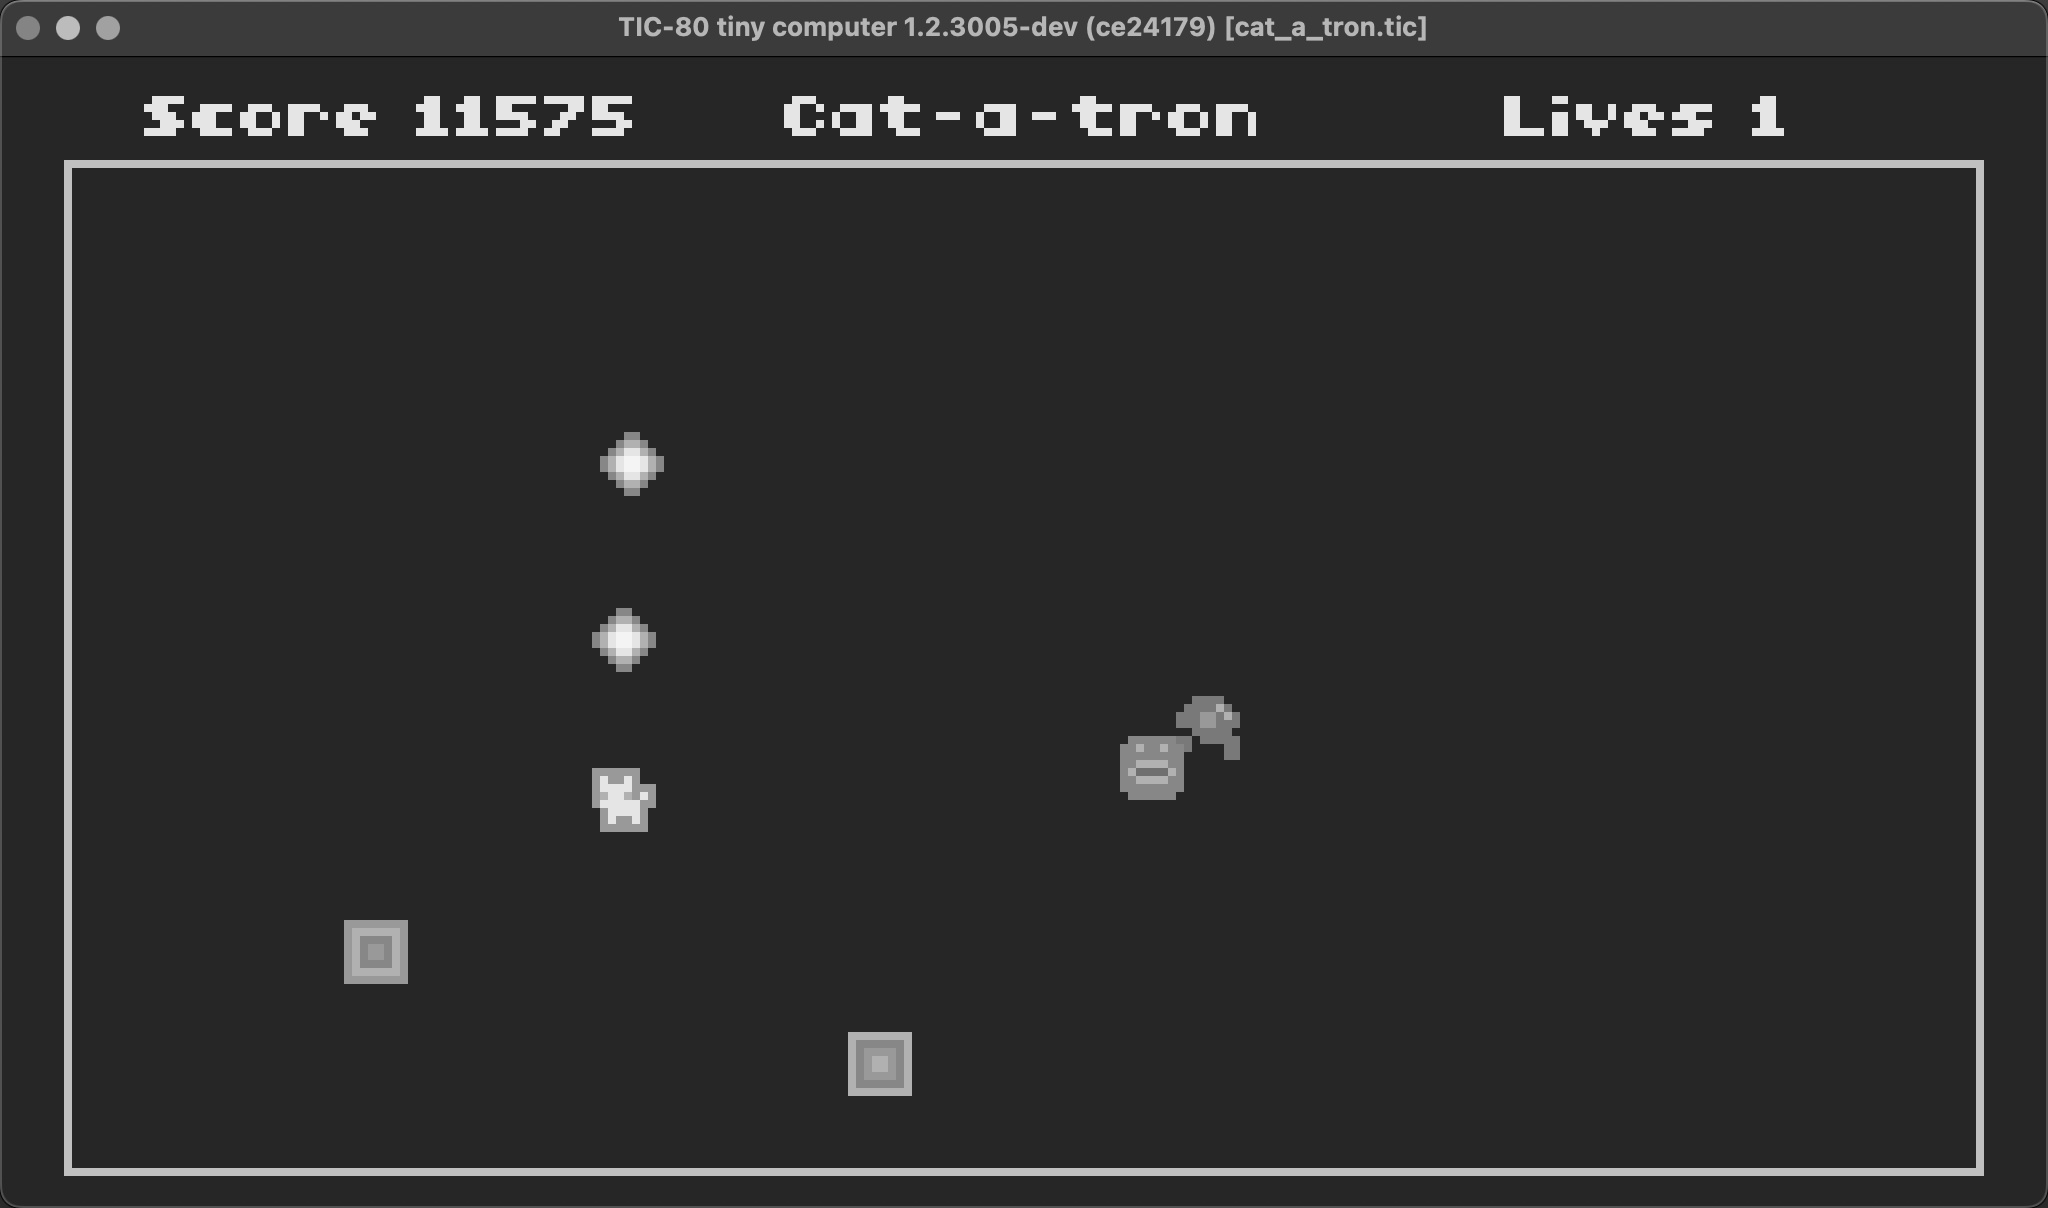 TIC-80 tiny computer 1.2.3005-dev (ce24179) [cat_a_tron.tic]
Score 11575 Cat-a-tron Lives 1